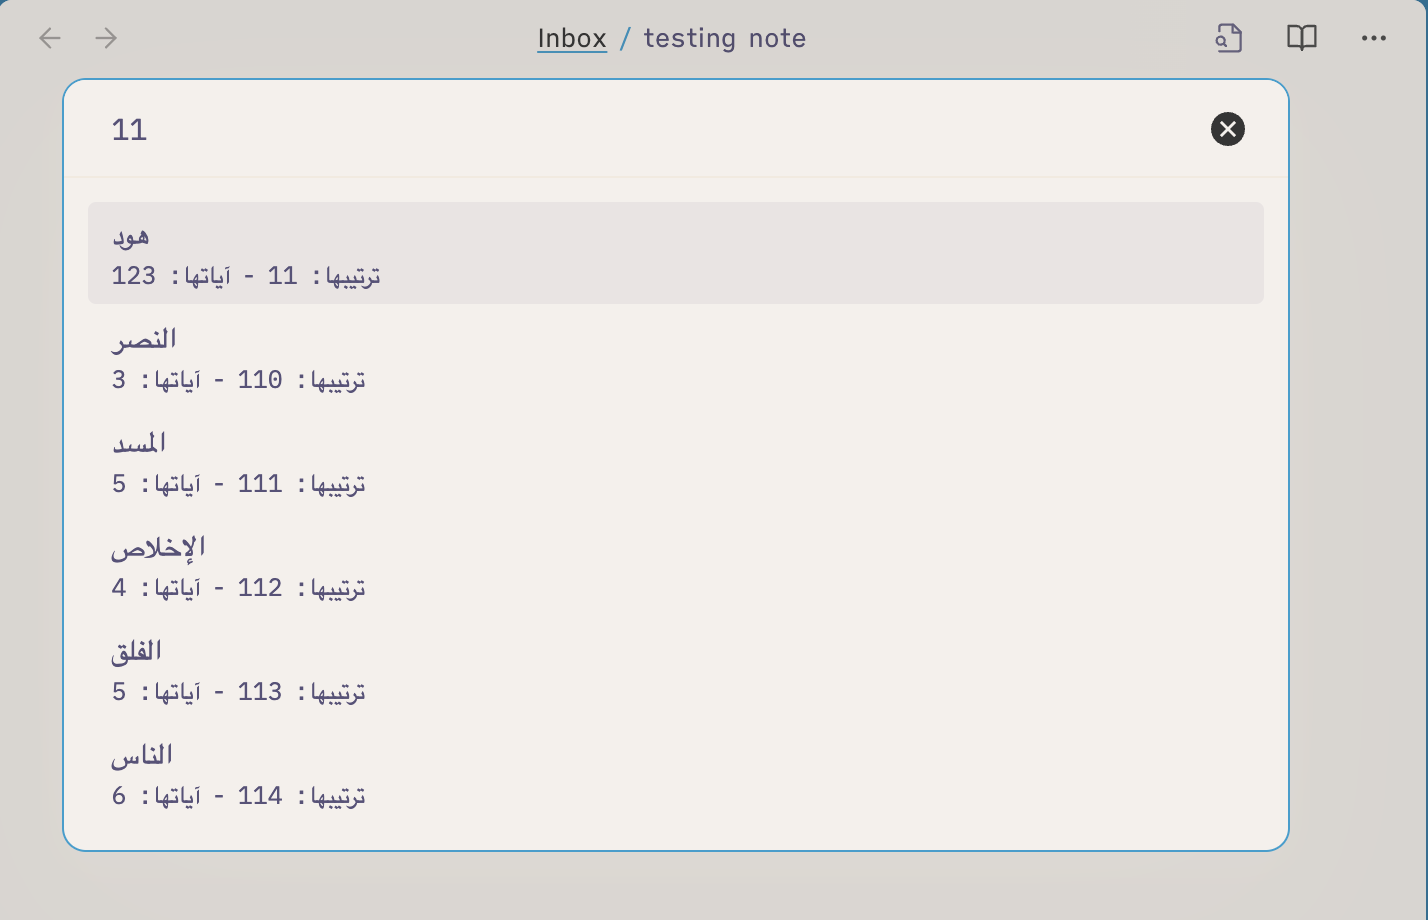 Inbox / testing note
11
هود
ترتيبها: 11 - آياتها: 123
النصر
ترتيبها: 110 - آياتها: 3
المسد
ترتيبها: 111 - آياتها: 5
الإخلاص
ترتيبها: 112 - آياتها: 4
الفلق
ترتيبها: 113 - آياتها: 5
الناس
ترتيبها: 114 - آياتها: 6